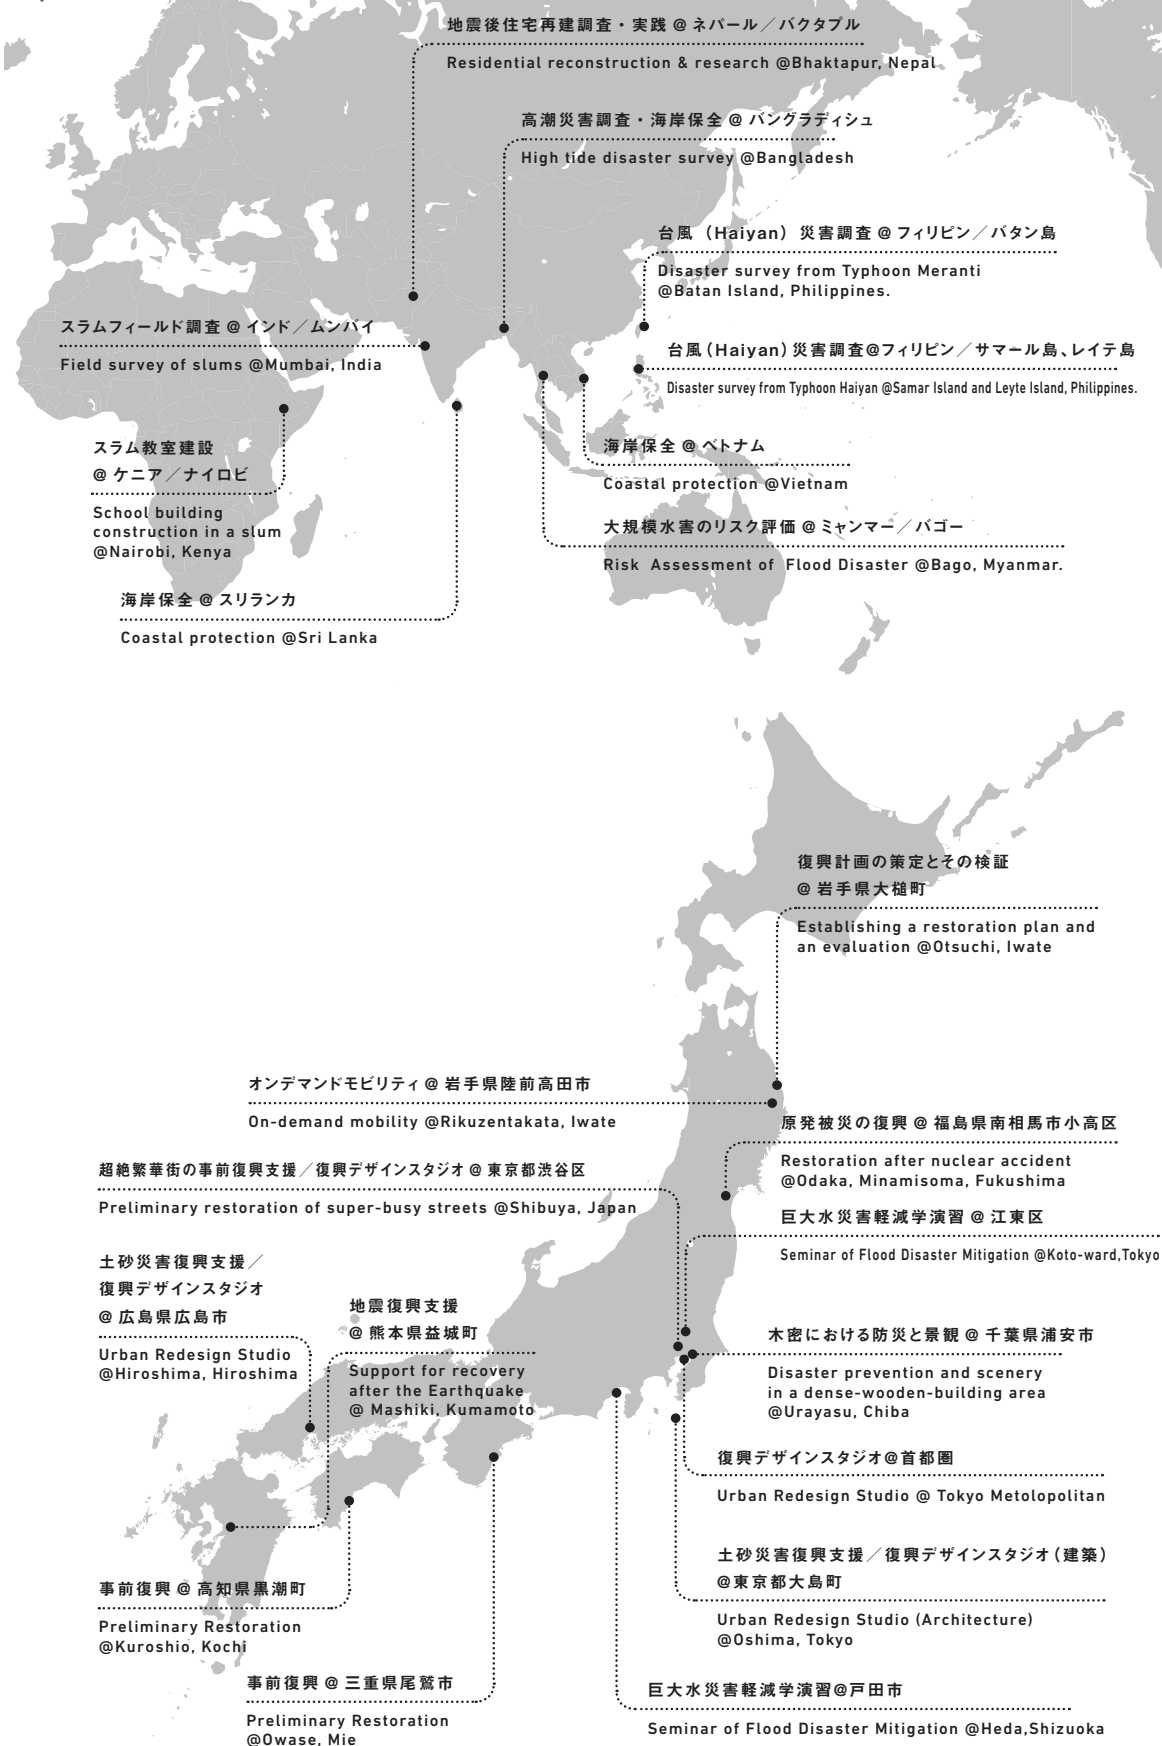 地震後住宅再建調査・実践 @ ネパール／バクタプル
Residential reconstruction & research @Bhaktapur, Nepal
高潮災害調査・海岸保全 @ バングラディシュ
High tide disaster survey @Bangladesh
台風（Haiyan）災害調査 @ フィリピン／バタン島
Disaster survey from Typhoon Meranti
@Batan Island, Philippines.
スラムフィールド調査 @ インド／ムンバイ
Field survey of slums @Mumbai, India
台風（Haiyan）災害調査@フィリピン／サマール島、レイテ島
Disaster survey from Typhoon Haiyan @Samar Island and Leyte Island, Philippines.
スラム教室建設
@ ケニア／ナイロビ
School building
construction in a slum
@Nairobi, Kenya
海岸保全 @ ベトナム
Coastal protection @Vietnam
大規模水害のリスク評価 @ ミャンマー／バゴー
Risk Assessment of Flood Disaster @Bago, Myanmar.
海岸保全 @ スリランカ
Coastal protection @Sri Lanka
復興計画の策定とその検証
@ 岩手県大槌町
Establishing a restoration plan and
an evaluation @Otsuchi, Iwate
オンデマンドモビリティ @ 岩手県陸前高田市
On-demand mobility @Rikuzentakata, Iwate
原発被災の復興 @ 福島県南相馬市小高区
Restoration after nuclear accident
@Odaka, Minamisoma, Fukushima
超絶繁華街の事前復興支援／復興デザインスタジオ @ 東京都渋谷区
Preliminary restoration of super-busy streets @Shibuya, Japan
巨大水災害軽減学演習 @ 江東区
Seminar of Flood Disaster Mitigation @Koto-ward,Tokyo
土砂災害復興支援／
復興デザインスタジオ
@ 広島県広島市
Urban Redesign Studio
@Hiroshima, Hiroshima
地震復興支援
@ 熊本県益城町
Support for recovery
after the Earthquake
@ Mashiki, Kumamoto
木密における防災と景観 @ 千葉県浦安市
Disaster prevention and scenery
in a dense-wooden-building area
@Urayasu, Chiba
復興デザインスタジオ@首都圏
Urban Redesign Studio @ Tokyo Metolopolitan
土砂災害復興支援／復興デザインスタジオ（建築）
@東京都大島町
Urban Redesign Studio (Architecture)
@Oshima, Tokyo
事前復興 @ 高知県黒潮町
Preliminary Restoration
@Kuroshio, Kochi
事前復興 @ 三重県尾鷲市
Preliminary Restoration
@Owase, Mie
巨大水災害軽減学演習@戸田市
Seminar of Flood Disaster Mitigation @Heda,Shizuoka